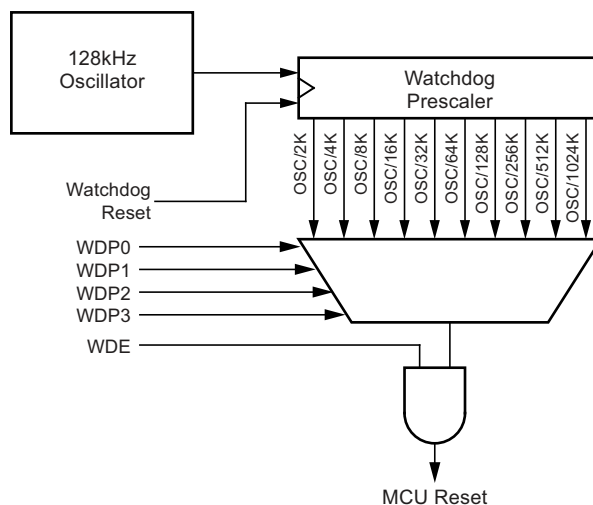 128kHz
Oscillator
Watchdog
Prescaler
OSC/2K
OSC/4K
OSC/8K
OSC/16K
OSC/32K
OSC/64K
OSC/128K
OSC/256K
OSC/512K
OSC/1024K
Watchdog
Reset
WDP0
WDP1
WDP2
WDP3
WDE
MCU Reset